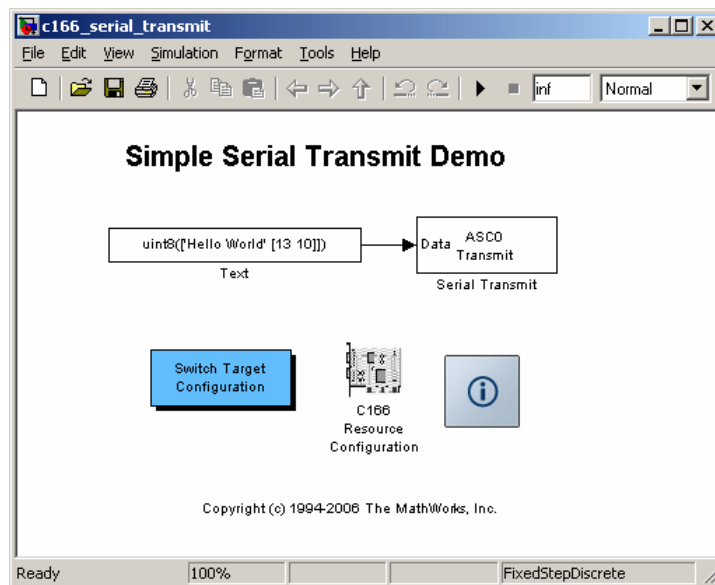 c166_serial_transmit
File Edit View Simulation Format Tools Help
inf Normal
Simple Serial Transmit Demo
uint8(['Hello World' [13 10]])
Text
Data ASC0
Transmit
Serial Transmit
Switch Target
Configuration
C166
Resource
Configuration
Copyright (c) 1994-2006 The MathWorks, Inc.
Ready 100% FixedStepDiscrete